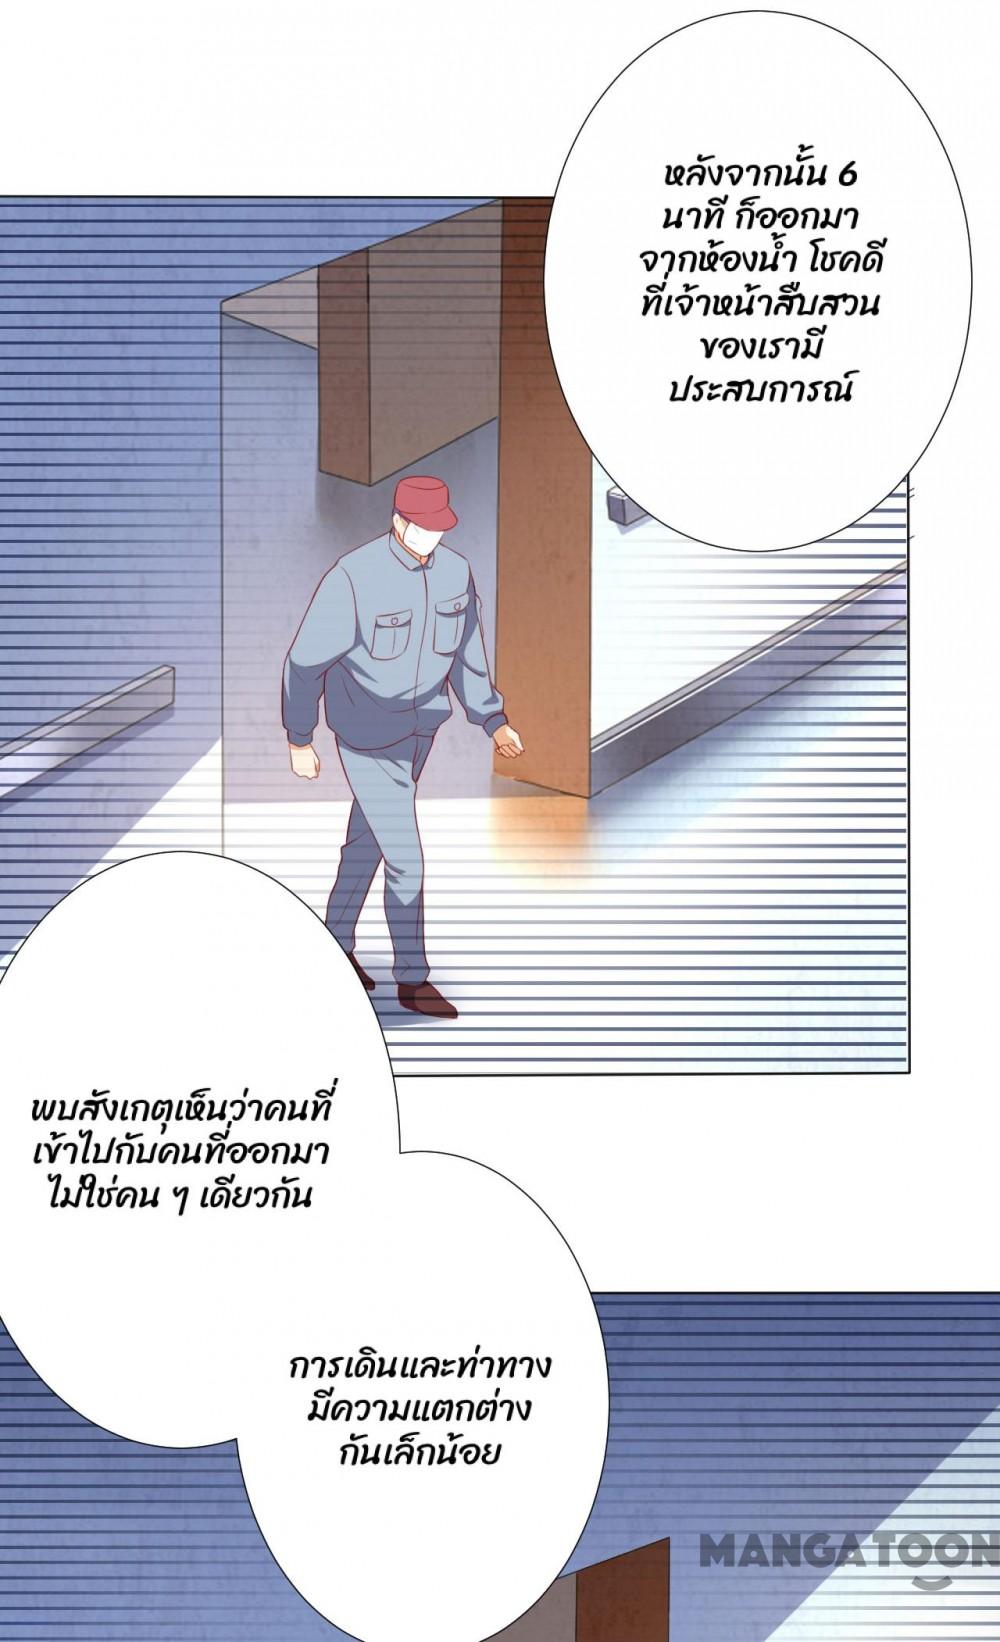 หลังจากนั้น 6
นาที ก็ออกมา
จากห้องน้ำ โชคดี
ที่เจ้าหน้าสืบสวน
ของเรามี
ประสบการณ์
พบสังเกตุเห็นว่าคนที่
เข้าไปกับคนที่ออกมา
ไม่ใช่คน ๆ เดียวกัน
การเดินและท่าทาง
มีความแตกต่าง
กันเล็กน้อย
MANGATOON